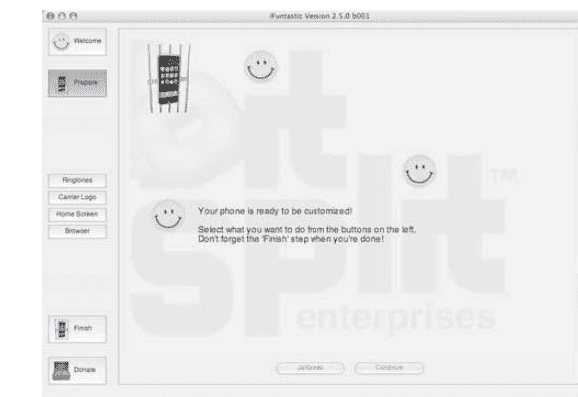 iFuntastic Version 2.5.0 b001
Welcome
Prepare
Ringtones
Carrier Logo
Home Screen
Browser
Finish
Donate
Your phone is ready to be customized!
Select what you want to do from the buttons on the left.
Don't forget the 'Finish' step when you're done!
Jailbreak
Continue
bit
split
TM
enterprises